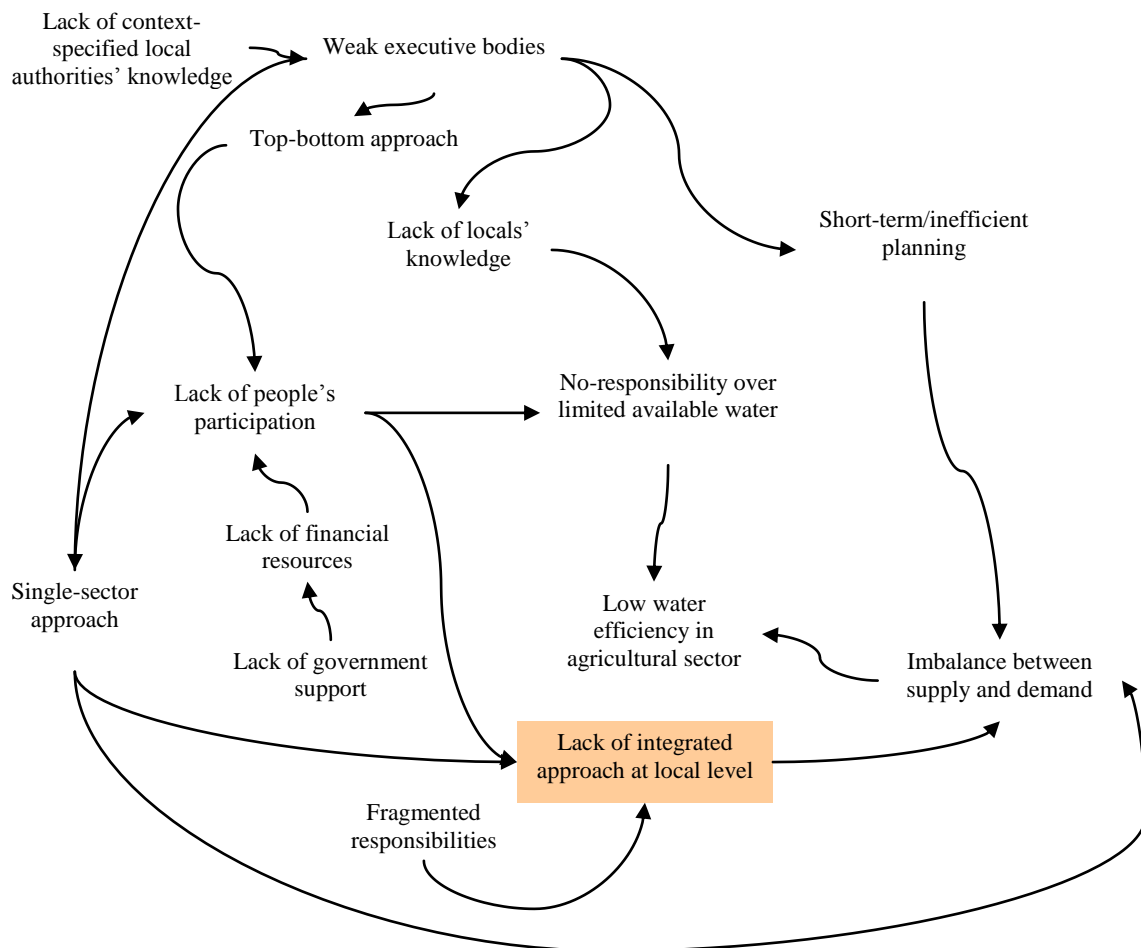 Lack of context-
specified local
authorities’ knowledge
Weak executive bodies
Top-bottom approach
Lack of locals’
knowledge
Short-term/inefficient
planning
Lack of people’s
participation
No-responsibility over
limited available water
Lack of financial
resources
Single-sector
approach
Low water
efficiency in
agricultural sector
Lack of government
support
Imbalance between
supply and demand
Lack of integrated
approach at local level
Fragmented
responsibilities